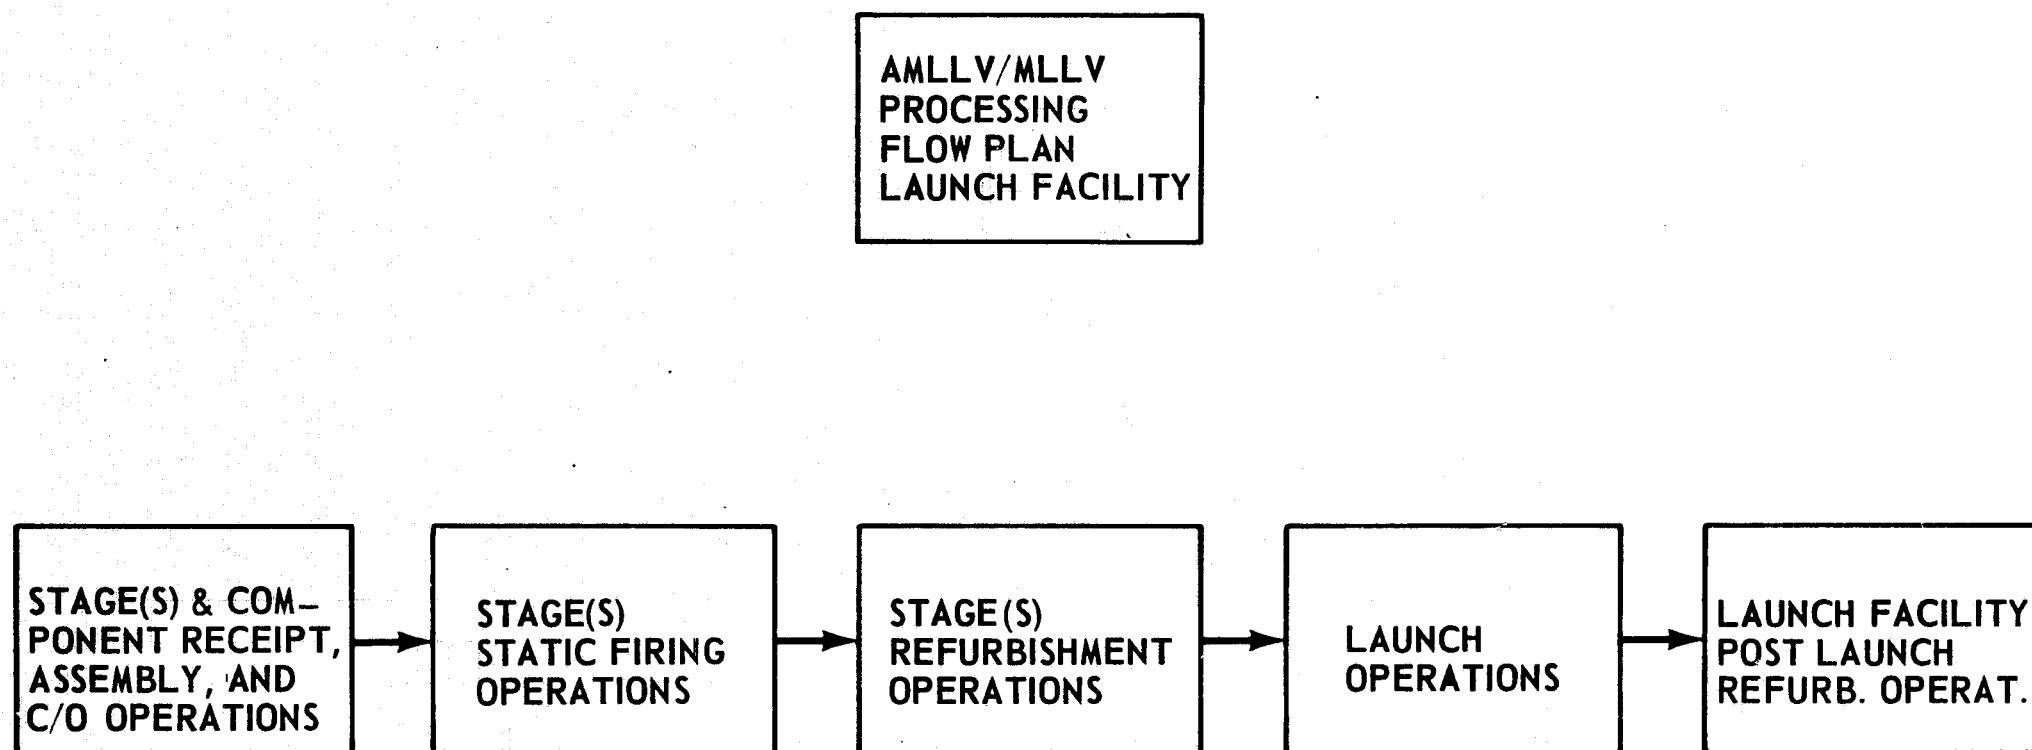 AMLLV/MLLV
PROCESSING
FLOW PLAN
LAUNCH FACILITY
STAGE(S) & COM–
PONENT RECEIPT,
ASSEMBLY, AND
C/O OPERATIONS
STAGE(S)
STATIC FIRING
OPERATIONS
STAGE(S)
REFURBISHMENT
OPERATIONS
LAUNCH
OPERATIONS
LAUNCH FACILITY
POST LAUNCH
REFURB. OPERAT.